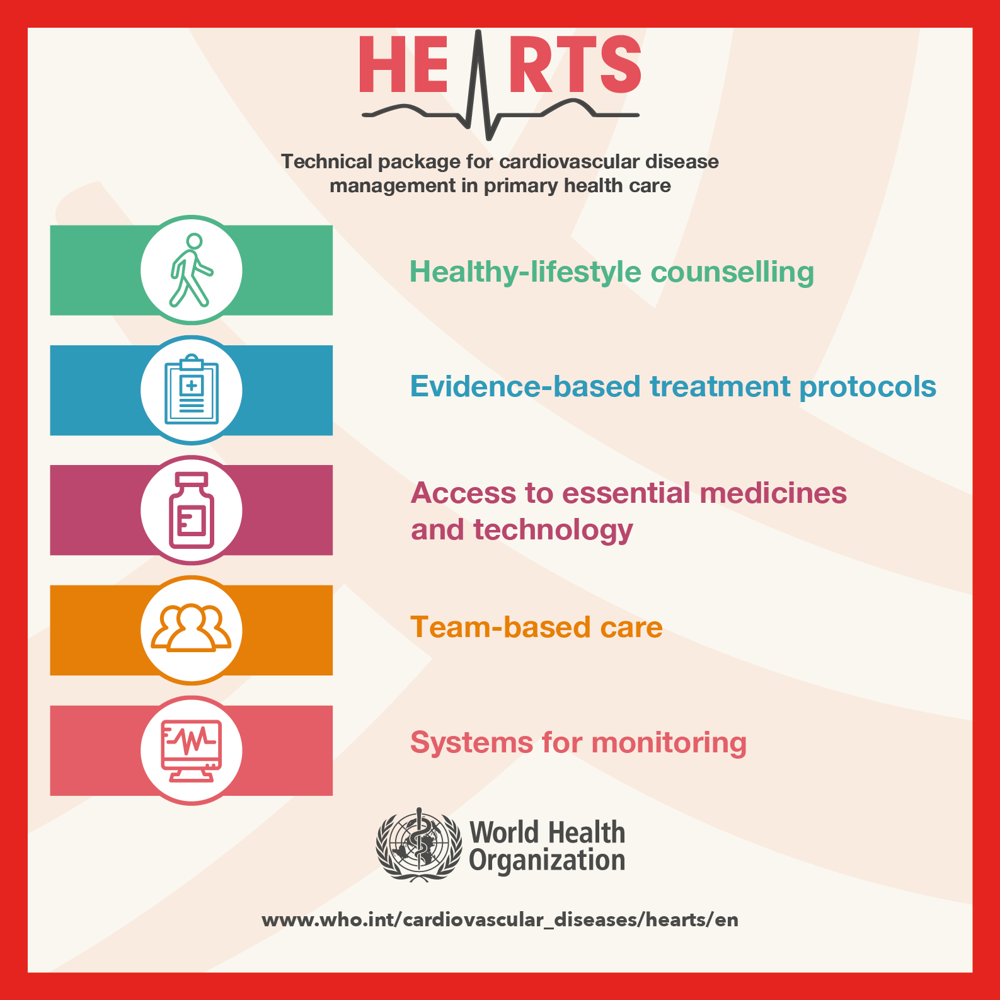 HEARTS
Technical package for cardiovascular disease
management in primary health care
Healthy-lifestyle counselling
Evidence-based treatment protocols
Access to essential medicines
and technology
Team-based care
Systems for monitoring
World Health
Organization
www.who.int/cardiovascular_diseases/hearts/en